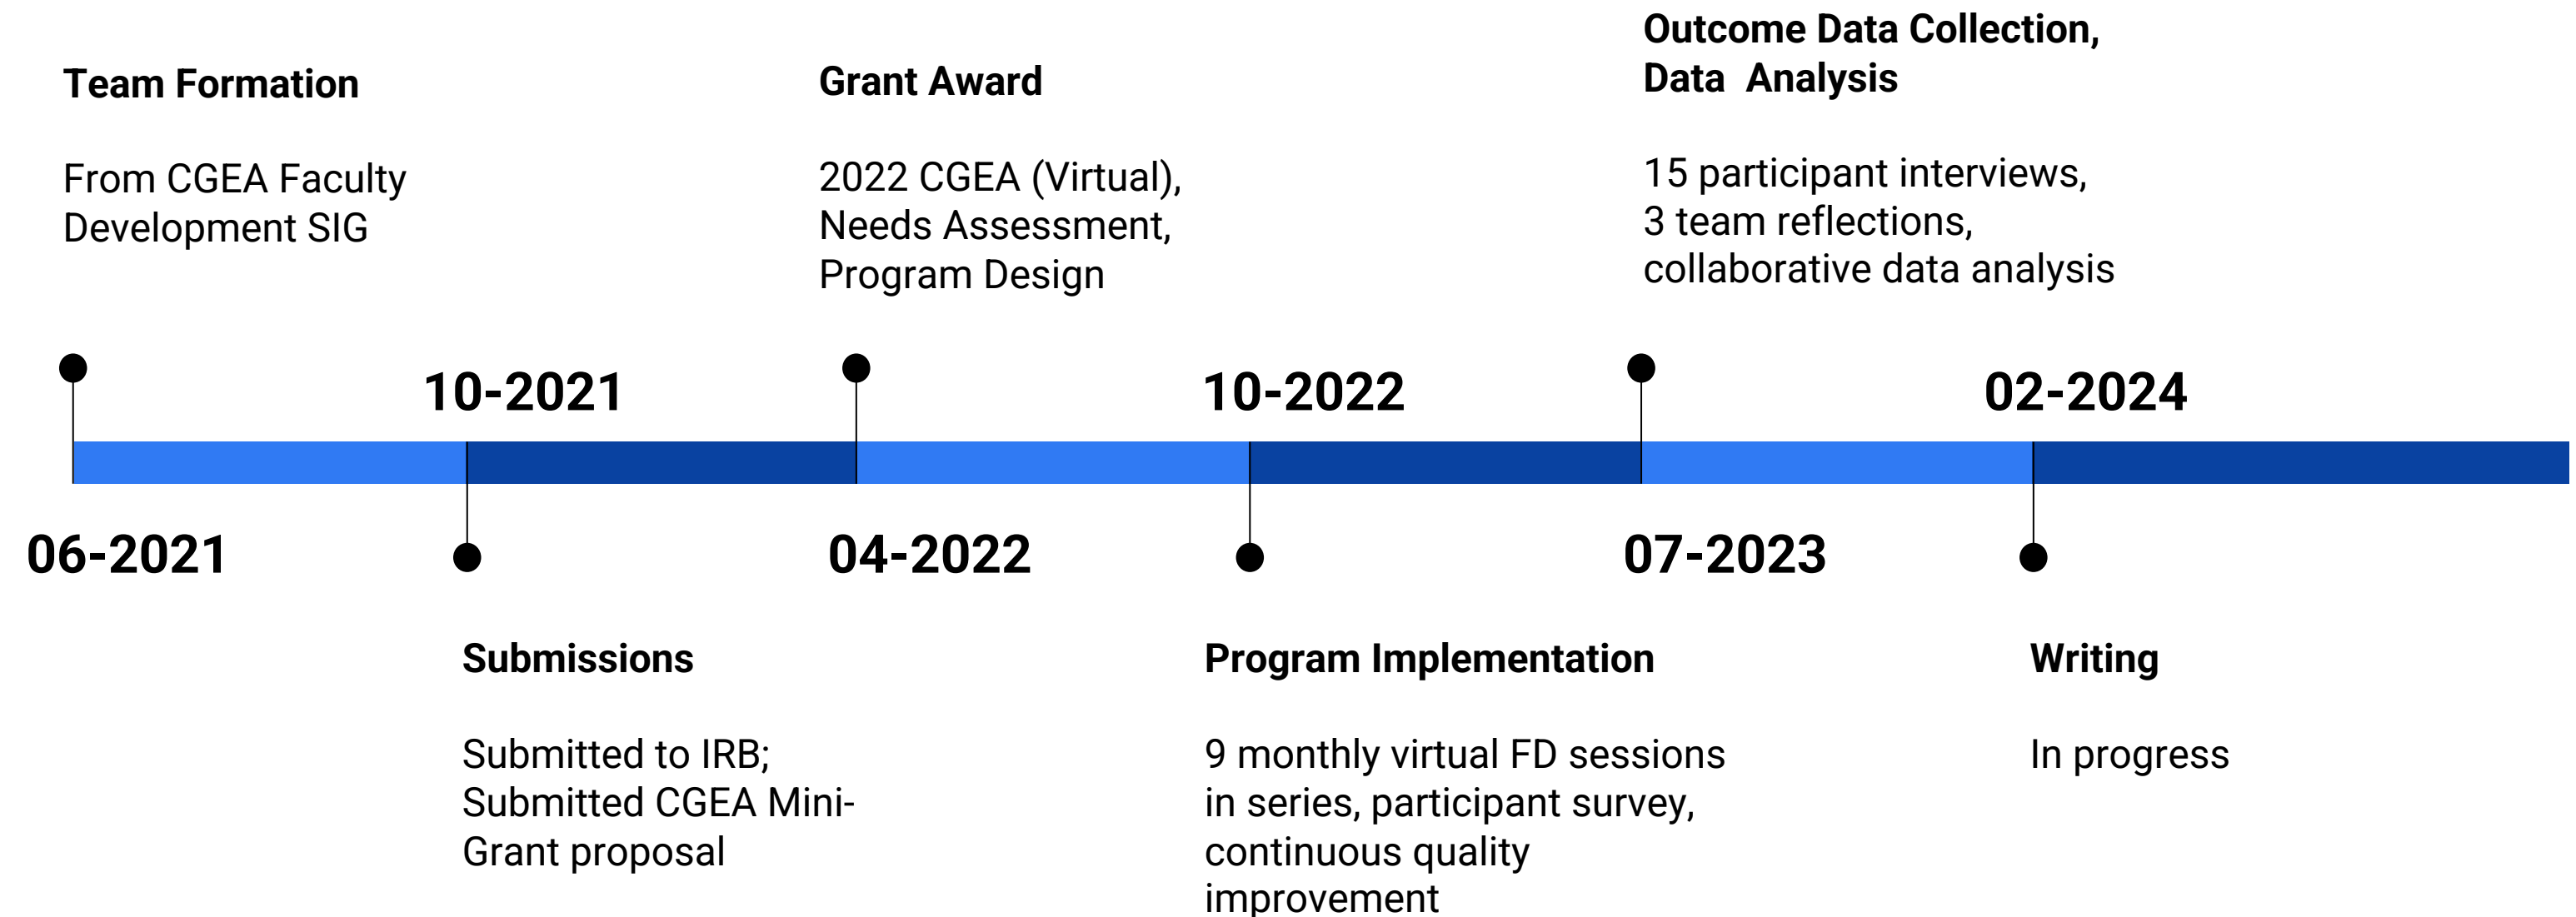 Team Formation
From CGEA Faculty
Development SIG
Grant Award
2022 CGEA (Virtual),
Needs Assessment,
Program Design
Outcome Data Collection,
Data  Analysis
15 participant interviews,
3 team reflections,
collaborative data analysis
10-2021
10-2022
02-2024
06-2021
04-2022
07-2023
Submissions
Submitted to IRB;
Submitted CGEA Mini-
Grant proposal
Program Implementation
9 monthly virtual FD sessions
in series, participant survey,
continuous quality
improvement
Writing
In progress